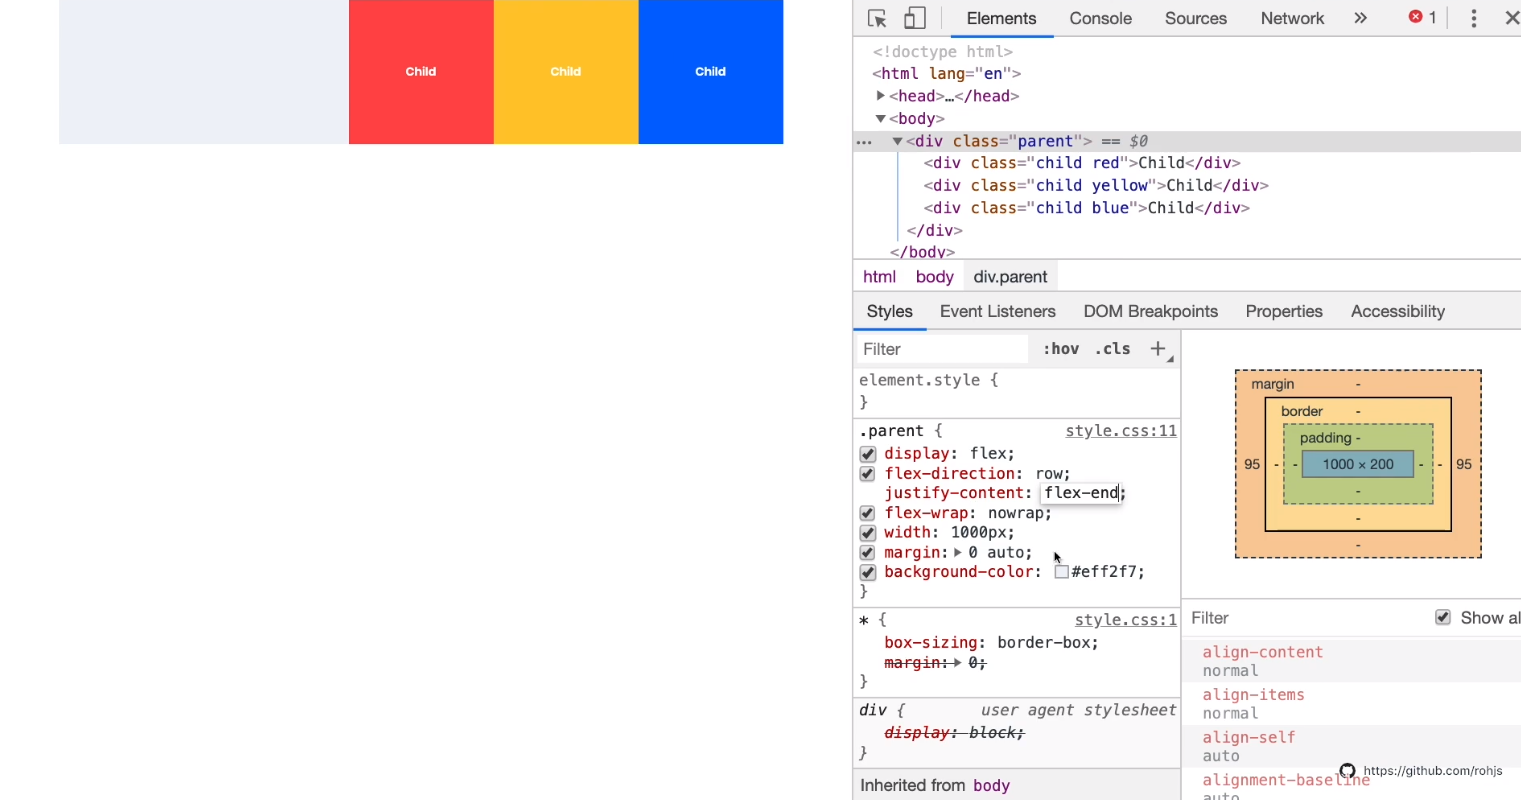 Child Child Child
Elements Console Sources Network » 1
<!doctype html>
<html lang="en">
<head>…</head>
<body>
… <div class="parent"> == $0
<div class="child red">Child</div>
<div class="child yellow">Child</div>
<div class="child blue">Child</div>
</div>
</body>
html body div.parent
Styles Event Listeners DOM Breakpoints Properties Accessibility
Filter :hov .cls +
element.style {
}
.parent { style.css:11
display: flex;
flex-direction: row;
justify-content: flex-end;
flex-wrap: nowrap;
width: 1000px;
margin: 0 auto;
background-color: #eff2f7;
}
* { style.css:1
box-sizing: border-box;
margin: 0;
}
div { user agent stylesheet
display: block;
}
Inherited from body
margin -
border -
padding -
95 - - 1000 × 200 - - 95
-
-
-
Filter Show al
align-content
normal
align-items
normal
align-self
auto
https://github.com/rohjs
alignment-baseline
auto